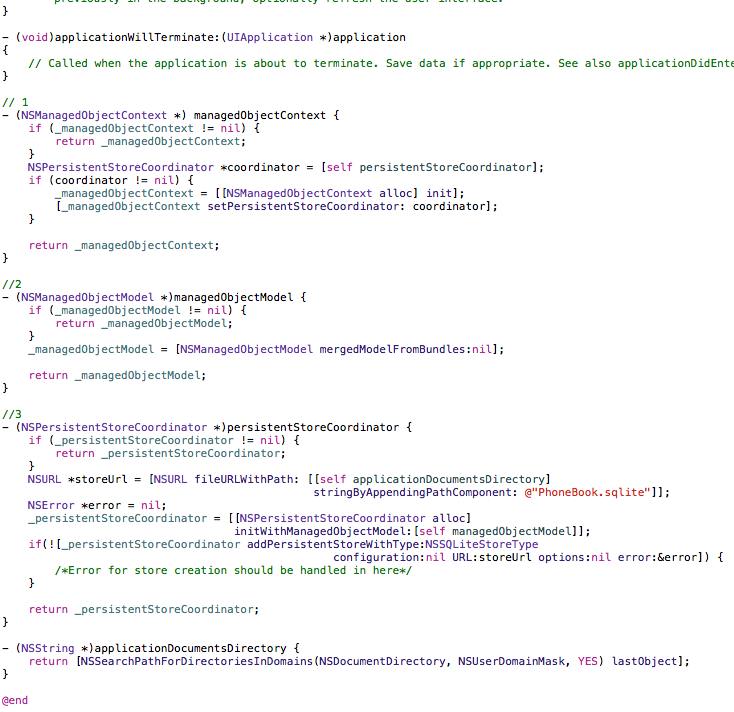 previously in the background, optionally refresh the user interface.
}

- (void)applicationWillTerminate:(UIApplication *)application
{
    // Called when the application is about to terminate. Save data if appropriate. See also applicationDidEnte
}

// 1
- (NSManagedObjectContext *) managedObjectContext {
    if (_managedObjectContext != nil) {
        return _managedObjectContext;
    }
    NSPersistentStoreCoordinator *coordinator = [self persistentStoreCoordinator];
    if (coordinator != nil) {
        _managedObjectContext = [[NSManagedObjectContext alloc] init];
        [_managedObjectContext setPersistentStoreCoordinator: coordinator];
    }

    return _managedObjectContext;
}

//2
- (NSManagedObjectModel *)managedObjectModel {
    if (_managedObjectModel != nil) {
        return _managedObjectModel;
    }
    _managedObjectModel = [NSManagedObjectModel mergedModelFromBundles:nil];

    return _managedObjectModel;
}

//3
- (NSPersistentStoreCoordinator *)persistentStoreCoordinator {
    if (_persistentStoreCoordinator != nil) {
        return _persistentStoreCoordinator;
    }
    NSURL *storeUrl = [NSURL fileURLWithPath: [[self applicationDocumentsDirectory]
                                               stringByAppendingPathComponent: @"PhoneBook.sqlite"]];
    NSError *error = nil;
    _persistentStoreCoordinator = [[NSPersistentStoreCoordinator alloc]
                                   initWithManagedObjectModel:[self managedObjectModel]];
    if(![_persistentStoreCoordinator addPersistentStoreWithType:NSSQLiteStoreType
                                                  configuration:nil URL:storeUrl options:nil error:&error]) {
        /*Error for store creation should be handled in here*/
    }

    return _persistentStoreCoordinator;
}

- (NSString *)applicationDocumentsDirectory {
    return [NSSearchPathForDirectoriesInDomains(NSDocumentDirectory, NSUserDomainMask, YES) lastObject];
}

@end